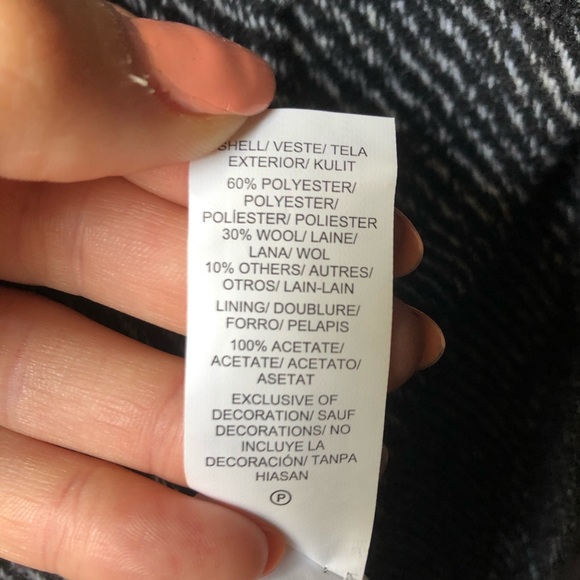 SHELL/ VESTE/ TELA
EXTERIOR/ KULIT
60% POLYESTER/
POLYESTER/
POLÍESTER/ POLIESTER
30% WOOL/ LAINE/
LANA/ WOL
10% OTHERS/ AUTRES/
OTROS/ LAIN-LAIN
LINING/ DOUBLURE/
FORRO/ PELAPIS
100% ACETATE/
ACETATE/ ACETATO/
ASETAT
EXCLUSIVE OF
DECORATION/ SAUF
DECORATIONS/ NO
INCLUYE LA
DECORACIÓN/ TANPA
HIASAN
P